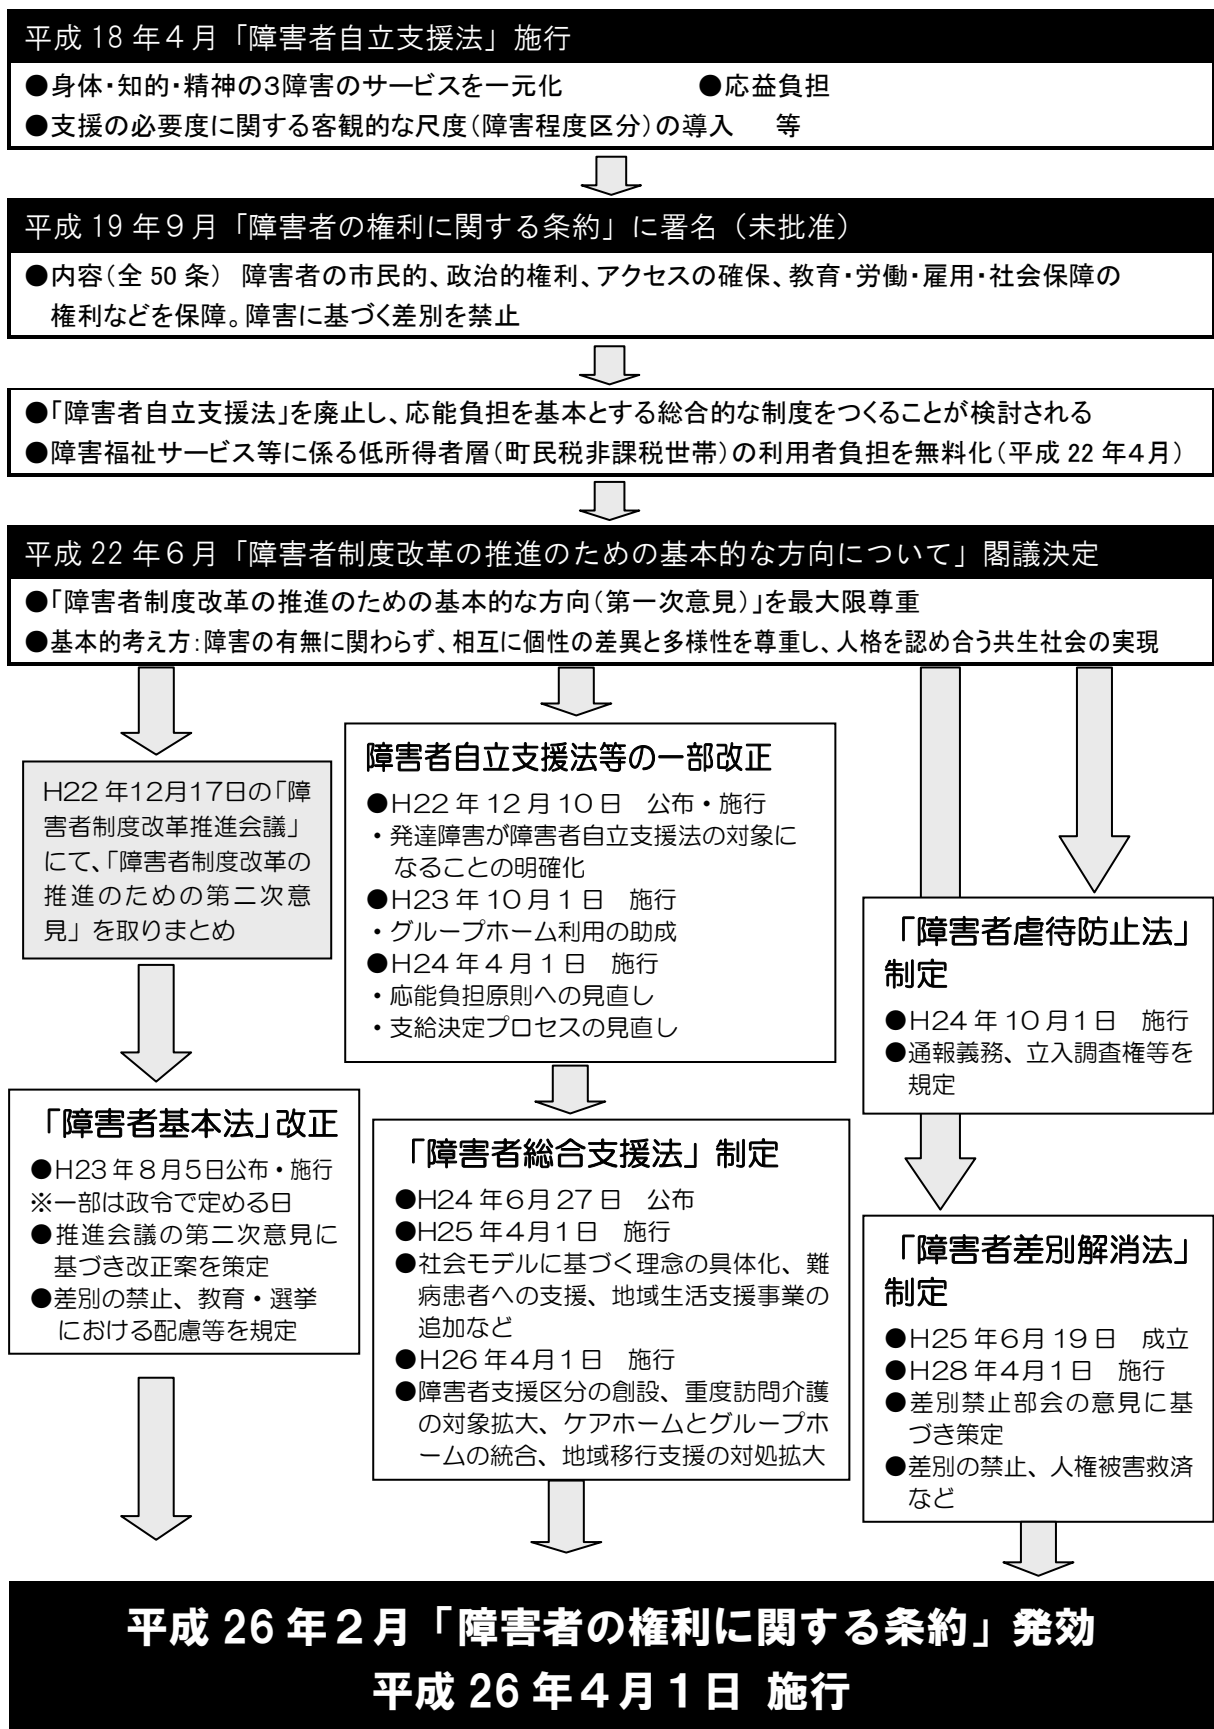 平成 18 年４月「障害者自立支援法」施行
●身体・知的・精神の３障害のサービスを一元化　　●応益負担
●支援の必要度に関する客観的な尺度（障害程度区分）の導入　等
平成 19 年９月「障害者の権利に関する条約」に署名（未批准）
●内容（全 50 条）　障害者の市民的、政治的権利、アクセスの確保、教育・労働・雇用・社会保障の
権利などを保障。障害に基づく差別を禁止
●「障害者自立支援法」を廃止し、応能負担を基本とする総合的な制度をつくることが検討される
●障害福祉サービス等に係る低所得者層（町民税非課税世帯）の利用者負担を無料化（平成 22 年４月）
平成 22 年６月「障害者制度改革の推進のための基本的な方向について」閣議決定
●「障害者制度改革の推進のための基本的な方向（第一次意見）」を最大限尊重
●基本的考え方：障害の有無に関わらず、相互に個性の差異と多様性を尊重し、人格を認め合う共生社会の実現
H22 年12月17日の「障
害者制度改革推進会議」
にて、「障害者制度改革の
推進のための第二次意
見」を取りまとめ
「障害者基本法」改正
●H23 年８月５日公布・施行
※一部は政令で定める日
●推進会議の第二次意見に
基づき改正案を策定
●差別の禁止、教育・選挙
における配慮等を規定
障害者自立支援法等の一部改正
●H22 年 12 月 10 日　公布・施行
・発達障害が障害者自立支援法の対象に
なることの明確化
●H23 年 10 月 1 日　施行
・グループホーム利用の助成
●H24 年 4 月 1 日　施行
・応能負担原則への見直し
・支給決定プロセスの見直し
「障害者総合支援法」制定
●H24 年６月 27 日　公布
●H25 年４月１日　施行
●社会モデルに基づく理念の具体化、難
病患者への支援、地域生活支援事業の
追加など
●H26 年４月１日　施行
●障害者支援区分の創設、重度訪問介護
の対象拡大、ケアホームとグループホ
ームの統合、地域移行支援の対処拡大
「障害者虐待防止法」
制定
●H24 年 10 月１日　施行
●通報義務、立入調査権等を
規定
「障害者差別解消法」
制定
●H25 年６月 19 日　成立
●H28 年４月１日　施行
●差別禁止部会の意見に基
づき策定
●差別の禁止、人権被害救済
など
平成 26 年２月「障害者の権利に関する条約」発効
平成 26 年４月１日 施行